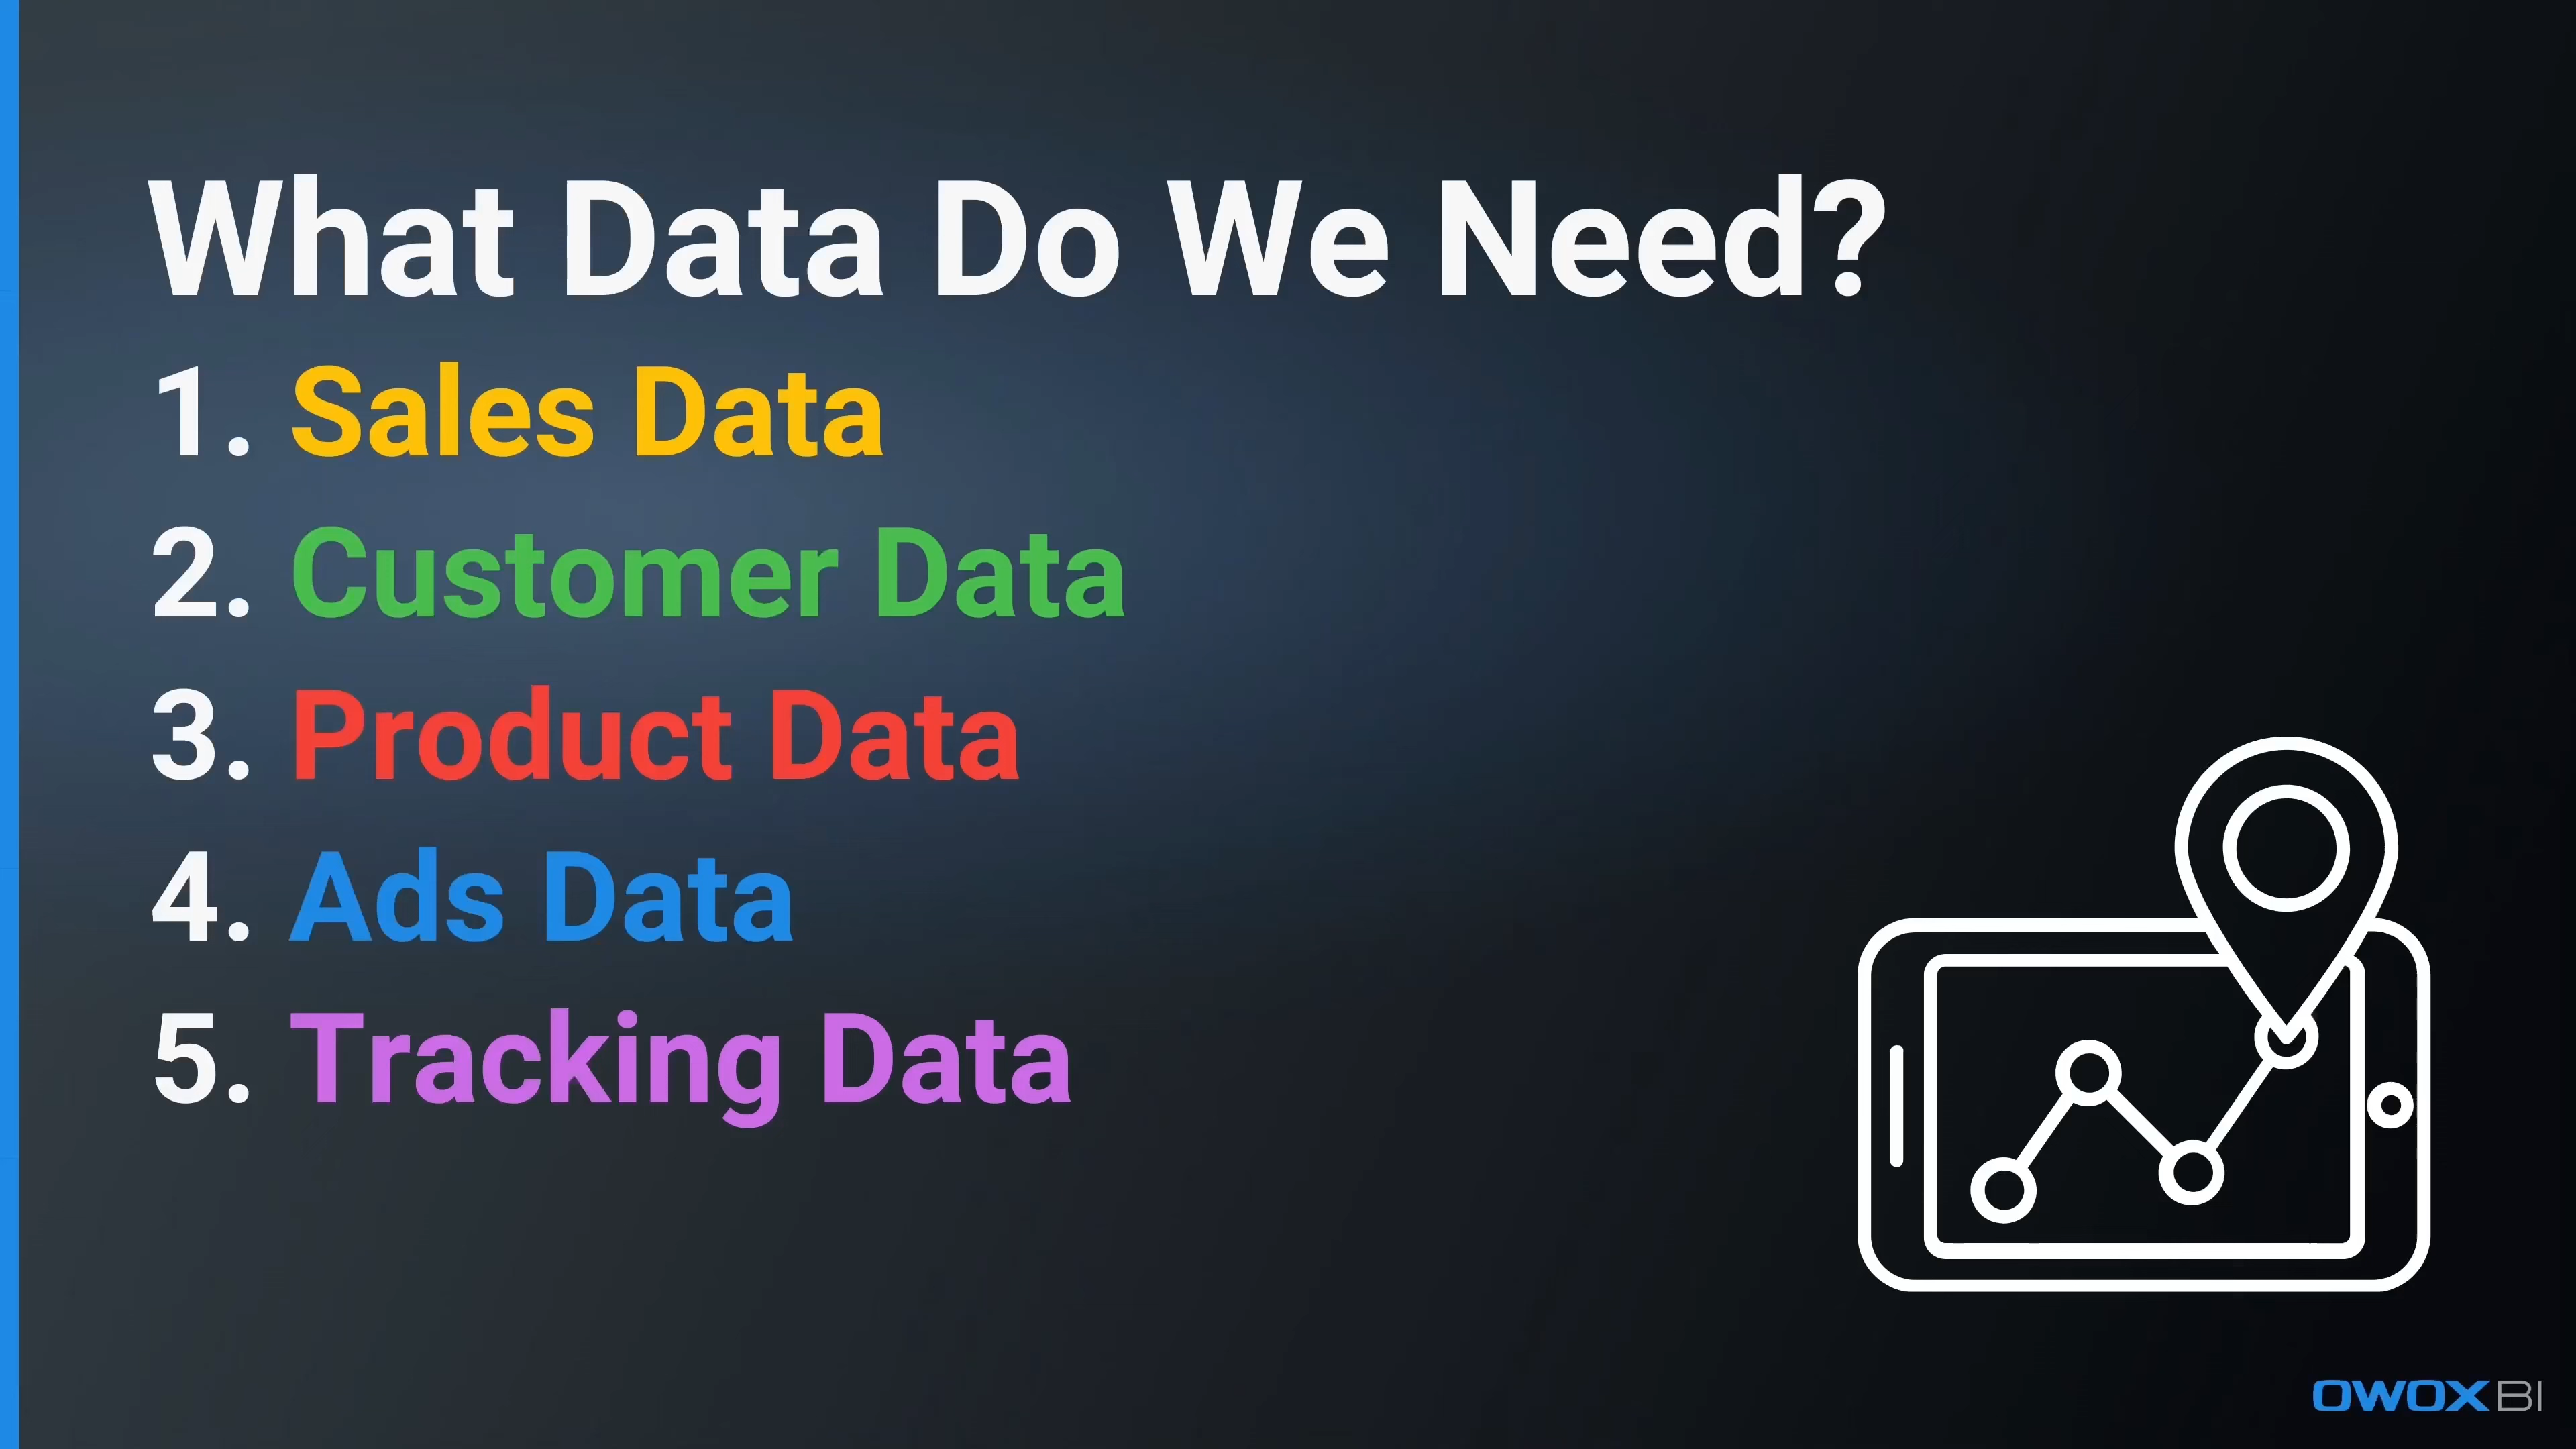 What Data Do We Need?
1. Sales Data
2. Customer Data
3. Product Data
4. Ads Data
5. Tracking Data
OWOX BI